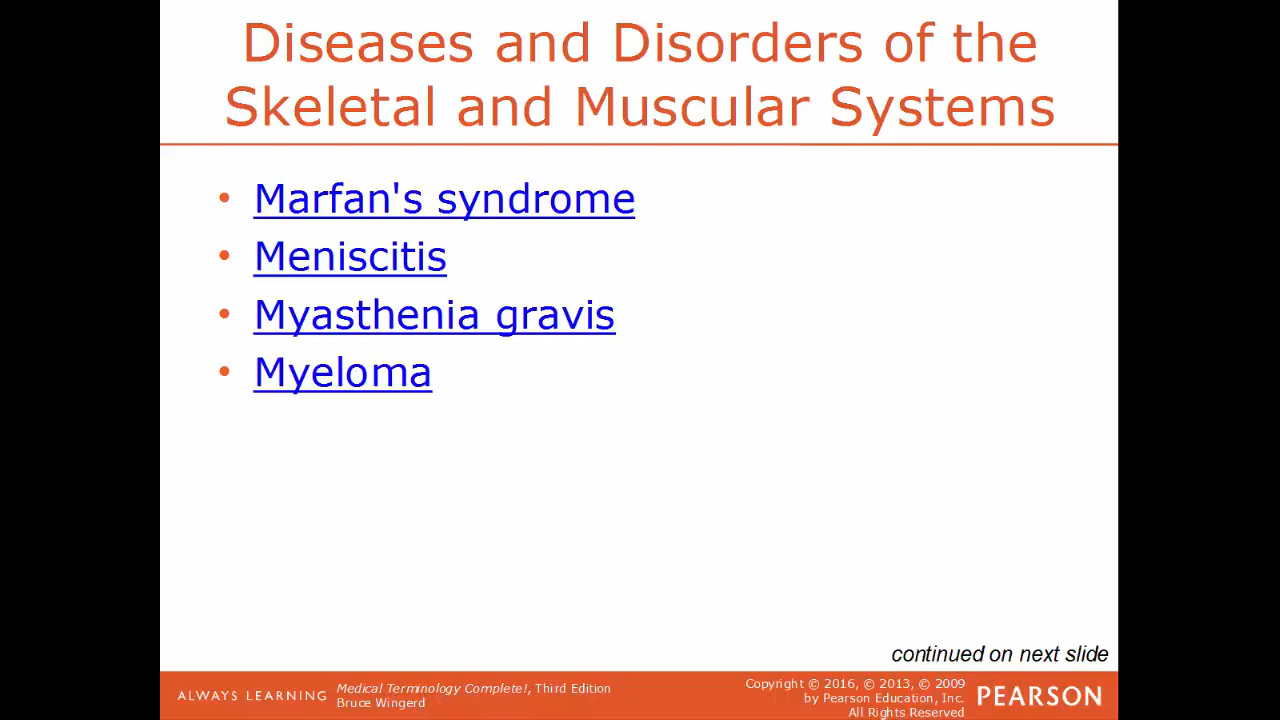 Diseases and Disorders of the
Skeletal and Muscular Systems
• Marfan's syndrome
• Meniscitis
• Myasthenia gravis
• Myeloma
continued on next slide
ALWAYS LEARNING
Medical Terminology Complete!, Third Edition
Bruce Wingerd
Copyright © 2016, © 2013, © 2009
by Pearson Education, Inc.
All Rights Reserved
PEARSON